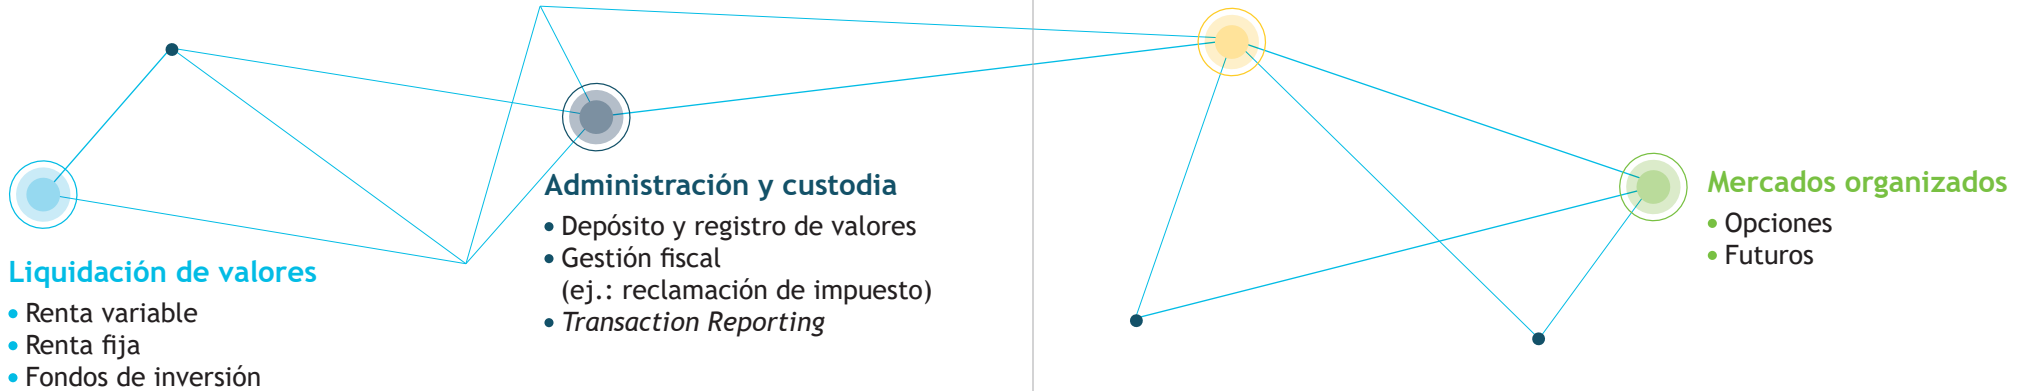 Liquidación de valores
• Renta variable
• Renta fija
• Fondos de inversión
Administración y custodia
• Depósito y registro de valores
• Gestión fiscal
(ej.: reclamación de impuesto)
• Transaction Reporting
Mercados organizados
• Opciones
• Futuros